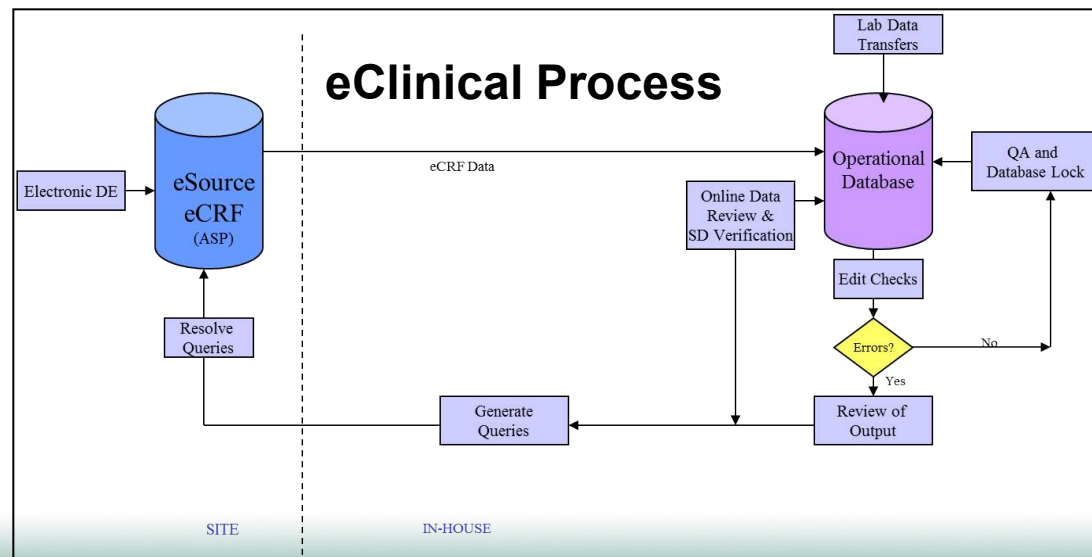 Lab Data
Transfers
eClinical Process
eSource
eCRF
(ASP)
Electronic DE
eCRF Data
Operational
Database
QA and
Database Lock
Online Data
Review &
SD Verification
Edit Checks
Resolve
Queries
Errors?
No
Yes
Generate
Queries
Review of
Output
SITE
IN-HOUSE